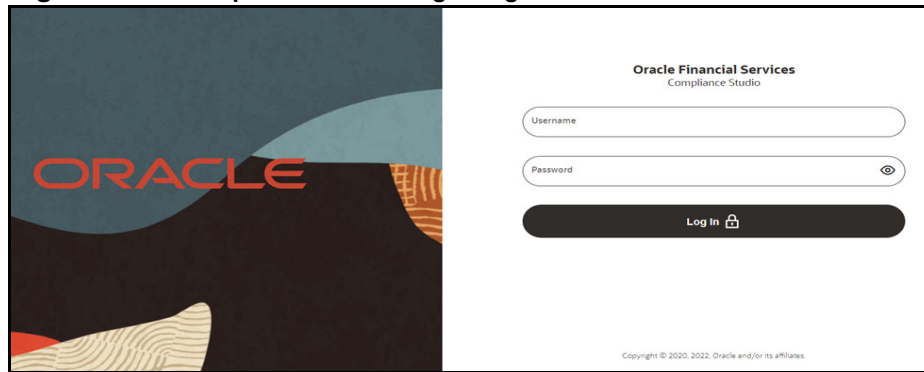 ORACLE
Oracle Financial Services
Compliance Studio
Username
Password
Log In
Copyright © 2020, 2022, Oracle and/or its affiliates.